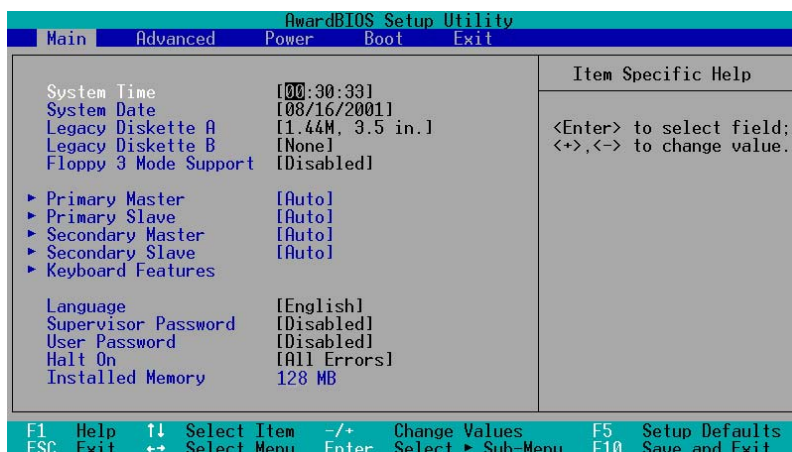 AwardBIOS Setup Utility
Main Advanced Power Boot Exit
Item Specific Help
System Time [00:30:33]
System Date [08/16/2001]
Legacy Diskette A [1.44M, 3.5 in.]
Legacy Diskette B [None]
Floppy 3 Mode Support [Disabled]
<Enter> to select field;
<+>,<-> to change value.
▶ Primary Master [Auto]
▶ Primary Slave [Auto]
▶ Secondary Master [Auto]
▶ Secondary Slave [Auto]
▶ Keyboard Features
Language [English]
Supervisor Password [Disabled]
User Password [Disabled]
Halt On [All Errors]
Installed Memory 128 MB
F1 Help ↑↓ Select Item -/+ Change Values F5 Setup Defaults
ESC Exit ←→ Select Menu Enter Select ▶ Sub-Menu F10 Save and Exit